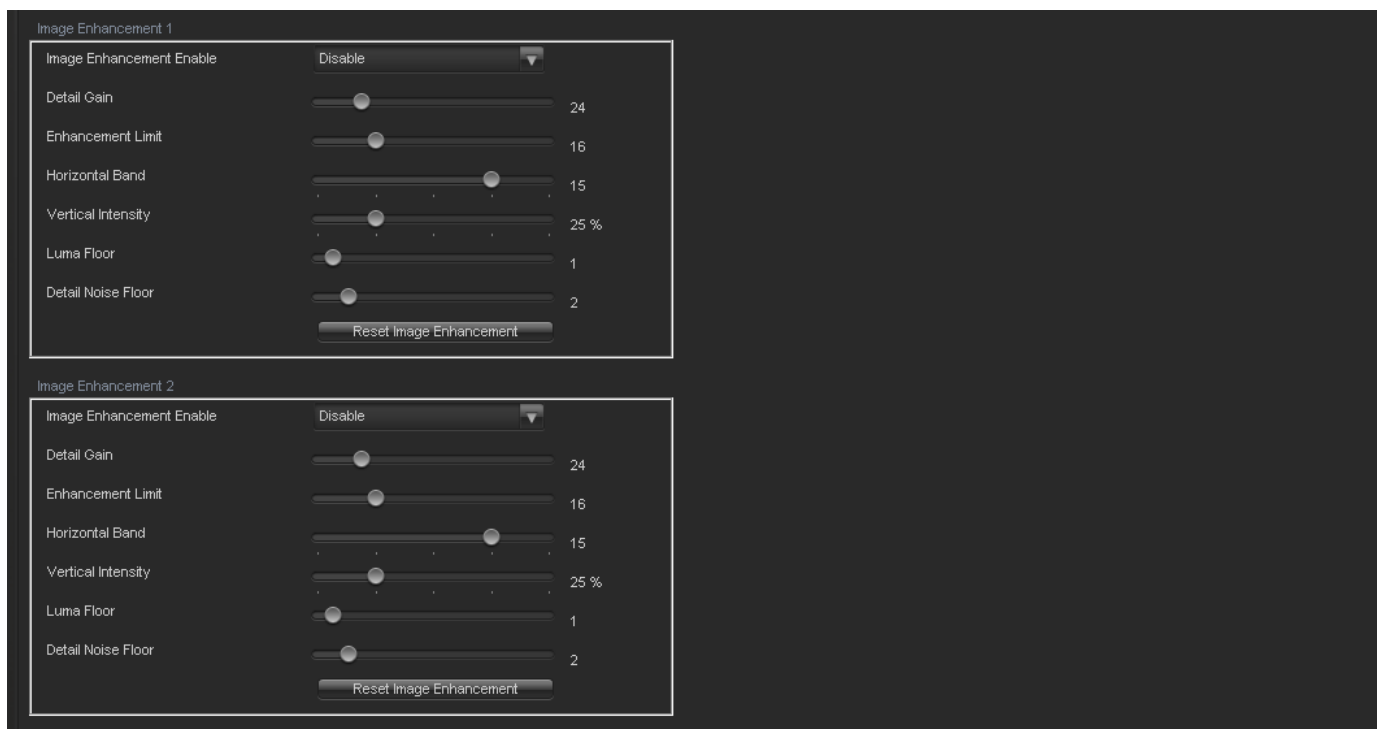 Image Enhancement 1
Image Enhancement Enable Disable
Detail Gain 24
Enhancement Limit 16
Horizontal Band 15
Vertical Intensity 25 %
Luma Floor 1
Detail Noise Floor 2
Reset Image Enhancement
Image Enhancement 2
Image Enhancement Enable Disable
Detail Gain 24
Enhancement Limit 16
Horizontal Band 15
Vertical Intensity 25 %
Luma Floor 1
Detail Noise Floor 2
Reset Image Enhancement